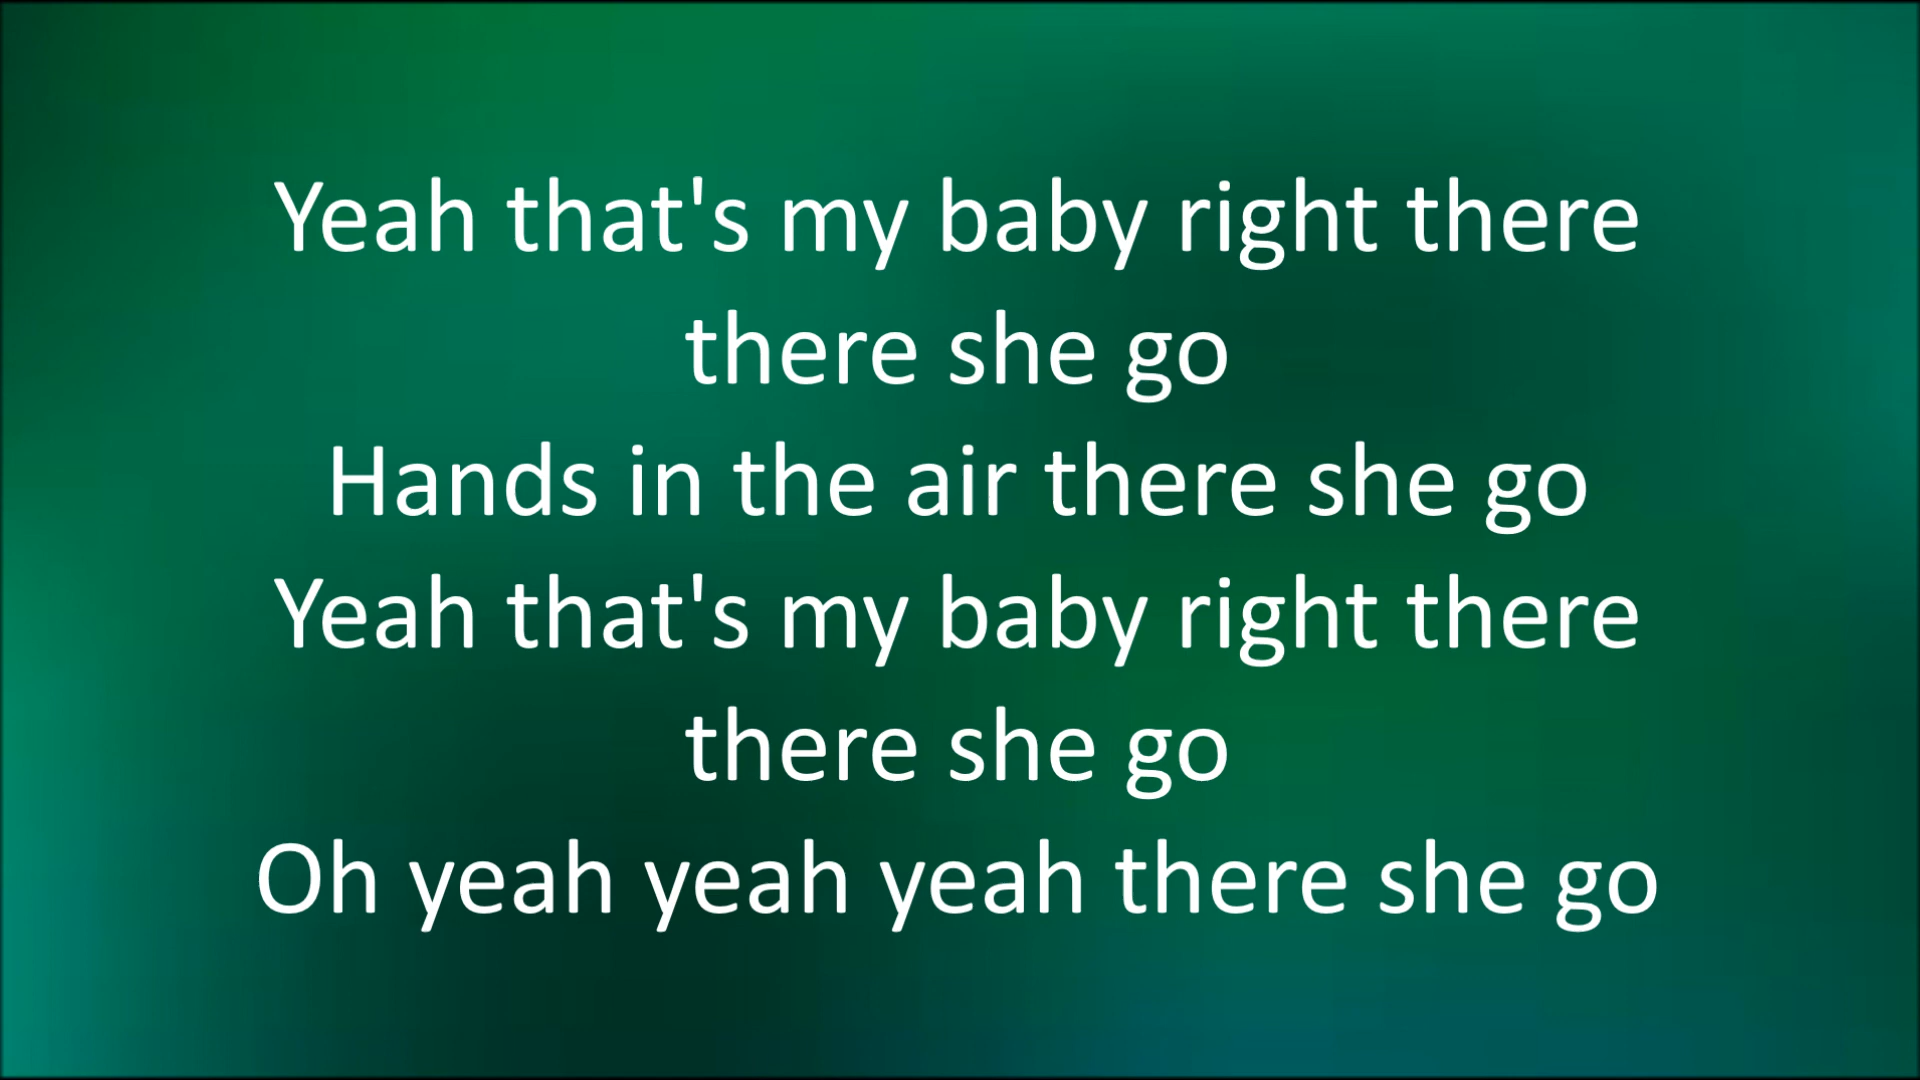 Yeah that's my baby right there
there she go
Hands in the air there she go
Yeah that's my baby right there
there she go
Oh yeah yeah yeah there she go